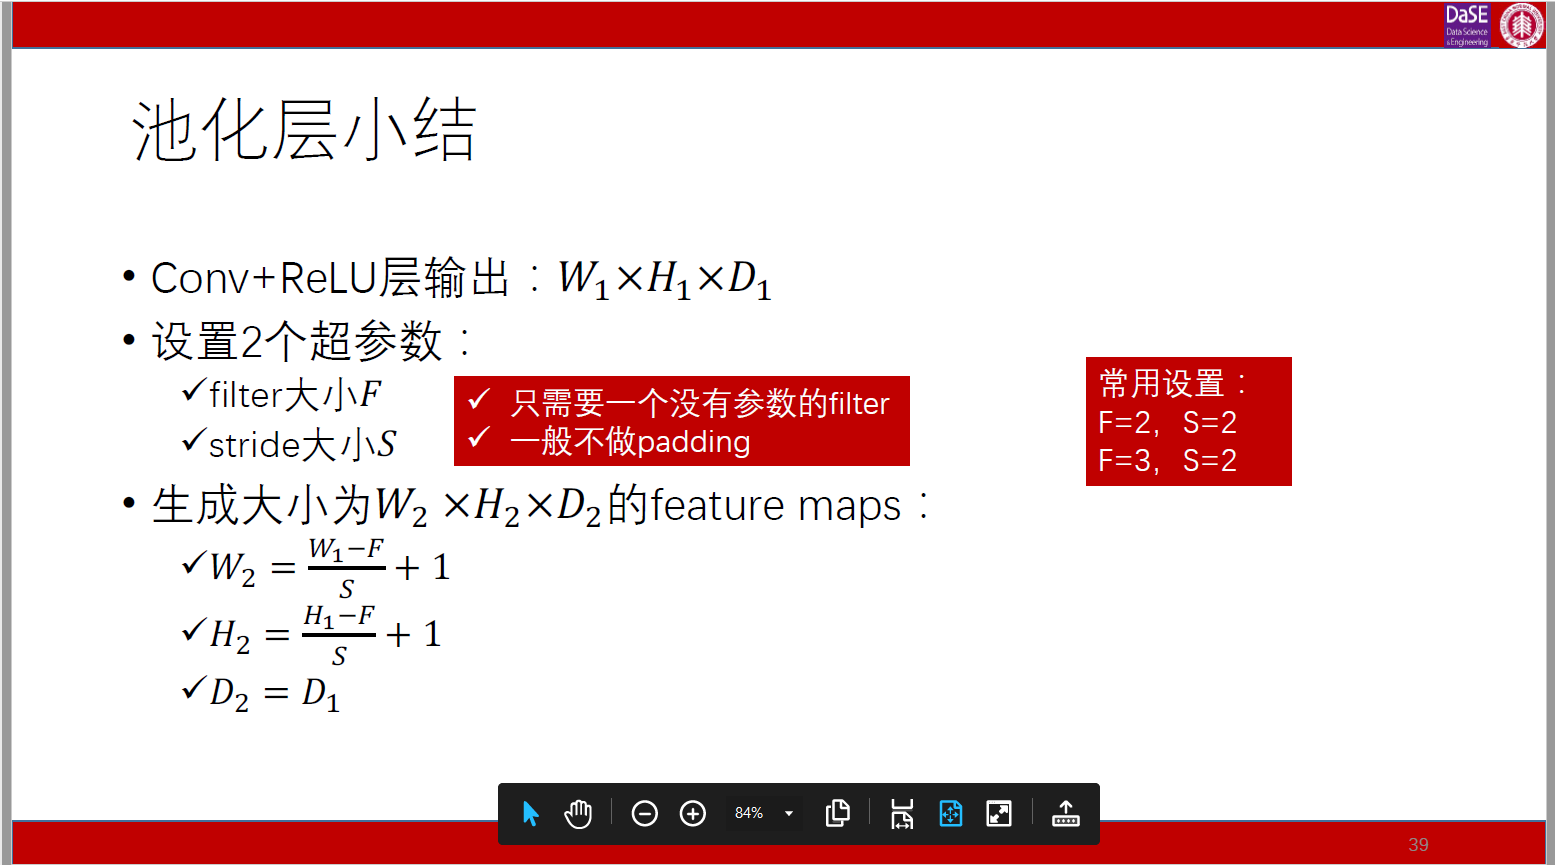 DaSE
Data Science
& Engineering
池化层小结
• Conv+ReLU层输出：W₁×H₁×D₁
• 设置2个超参数：
✓filter大小F
✓stride大小S
✓ 只需要一个没有参数的filter
✓ 一般不做padding
常用设置：
F=2, S=2
F=3, S=2
• 生成大小为W₂ ×H₂×D₂的feature maps：
✓W₂ = (W₁−F)/S + 1
✓H₂ = (H₁−F)/S + 1
✓D₂ = D₁
84%
39